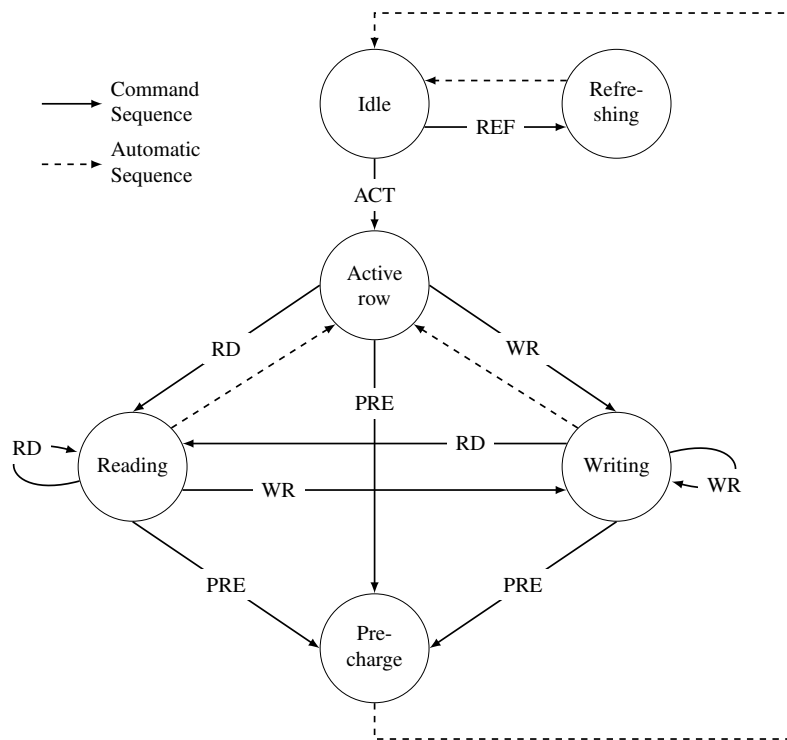 Command
Sequence
Automatic
Sequence
Idle
Refre-
shing
REF
ACT
Active
row
RD
WR
PRE
RD
Reading
RD
Writing
WR
WR
PRE
PRE
Pre-
charge